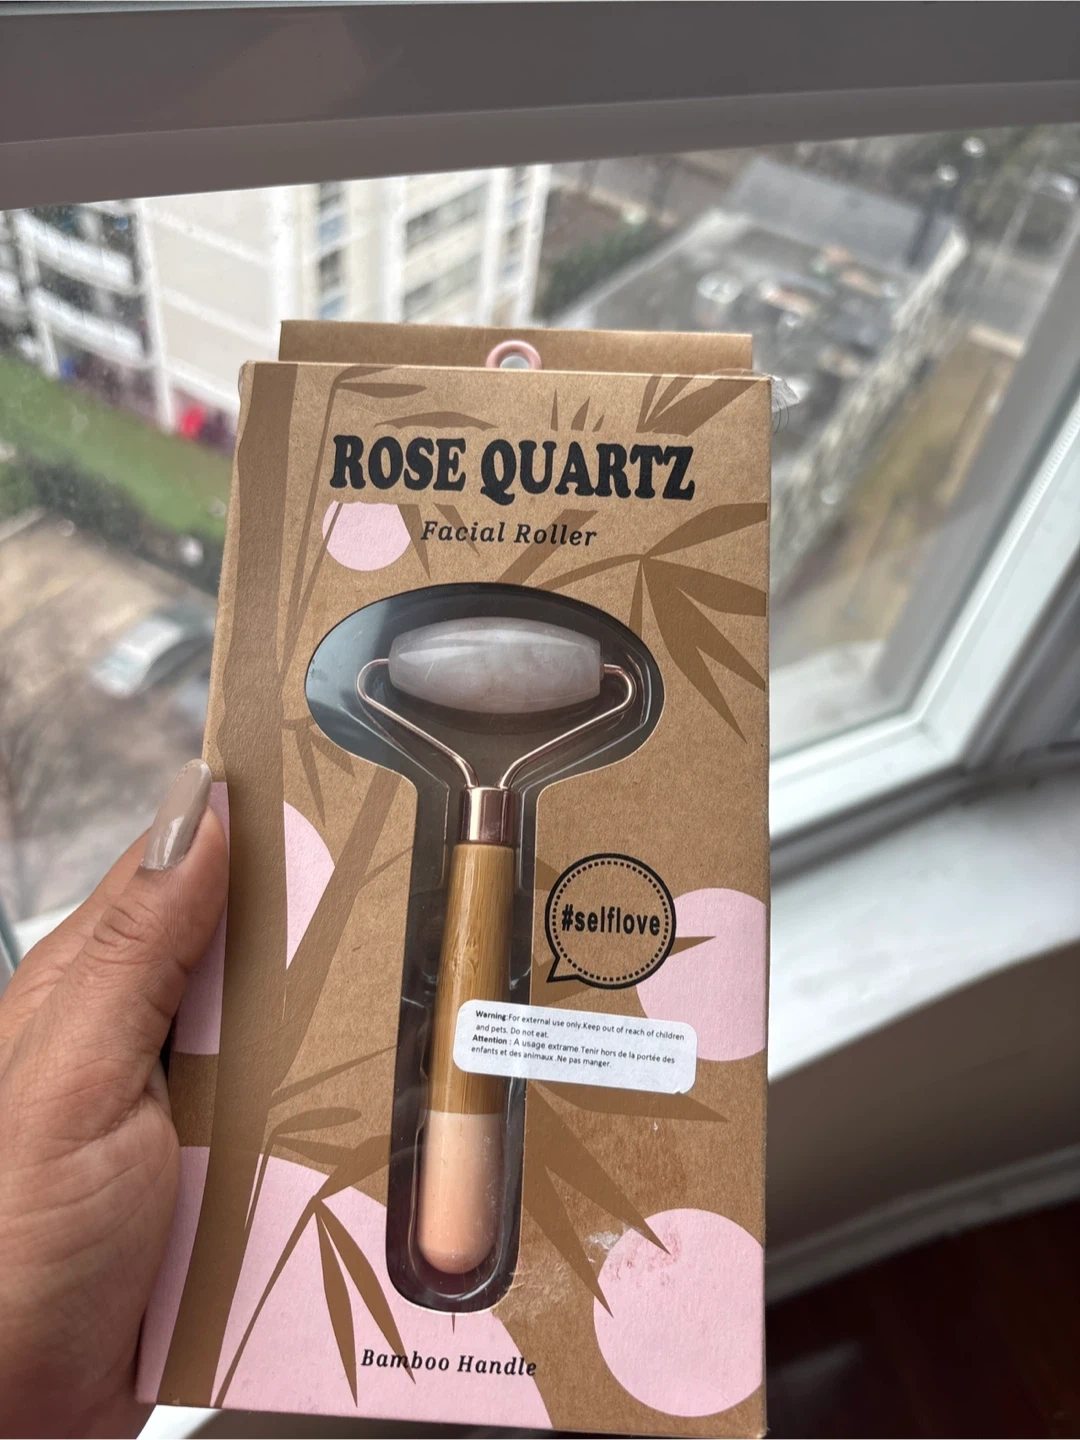 ROSE QUARTZ
Facial Roller
#selflove
Warning:For external use only.Keep out of reach of children
and pets. Do not eat.
Attention : A usage extrame.Tenir hors de la portée des
enfants et des animaux .Ne pas manger.
Bamboo Handle